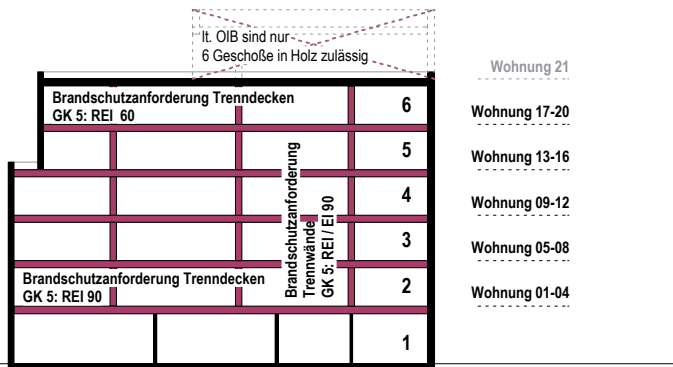 lt. OIB sind nur
6 Geschoße in Holz zulässig
Wohnung 21
Brandschutzanforderung Trenndecken
GK 5: REI 60
6
Wohnung 17-20
5
Wohnung 13-16
Brandschutzanforderung
Trennwände
GK 5: REI / EI 90
4
Wohnung 09-12
3
Wohnung 05-08
Brandschutzanforderung Trenndecken
GK 5: REI 90
2
Wohnung 01-04
1